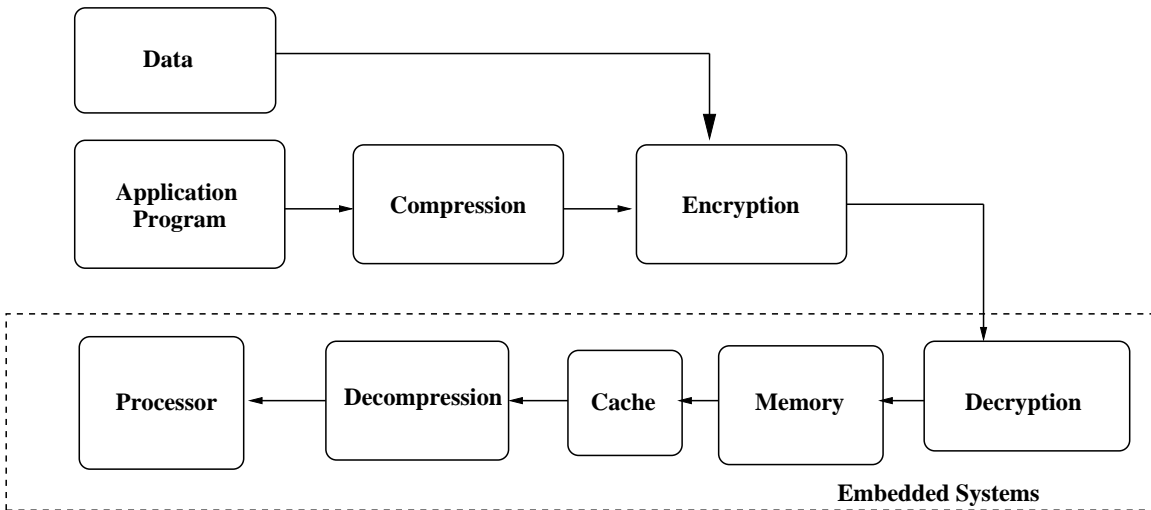 Data
Application
Program
Compression
Encryption
Processor
Decompression
Cache
Memory
Decryption
Embedded Systems